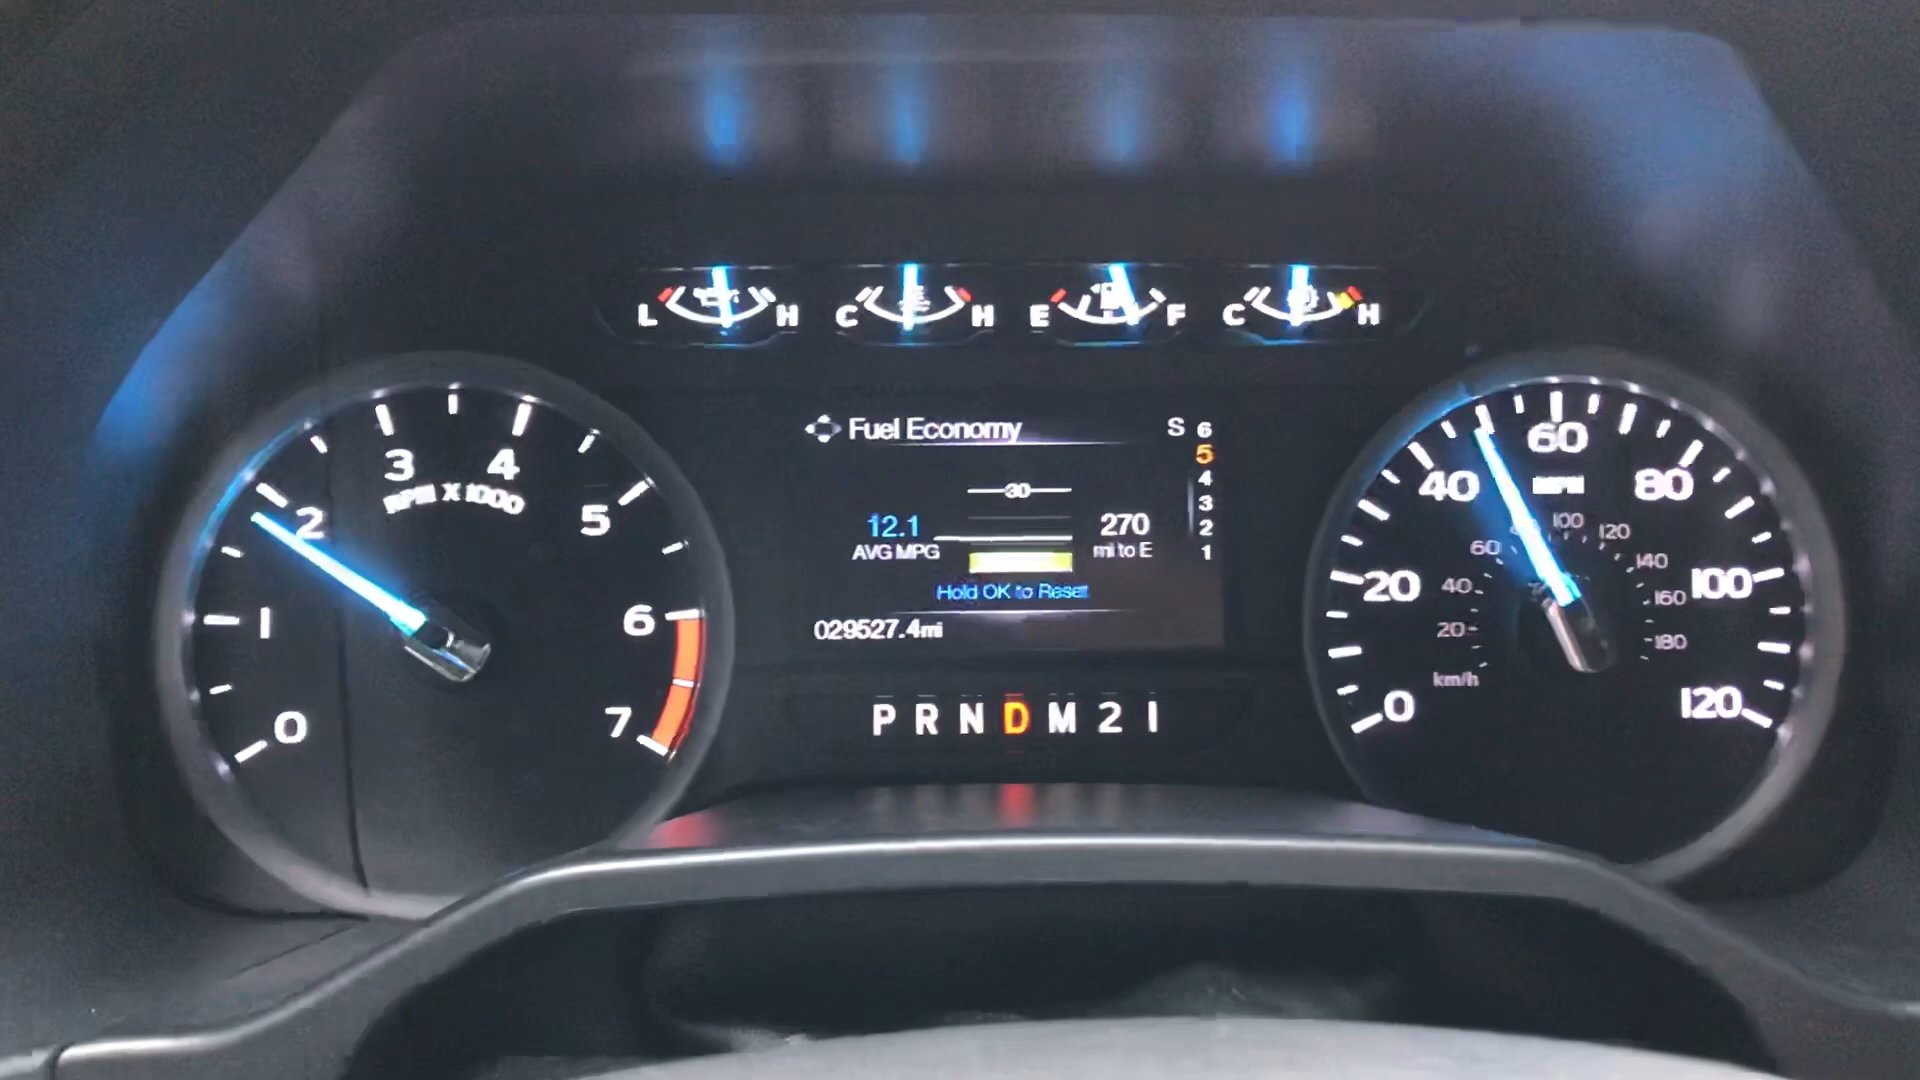 L H C H E F C H
Fuel Economy S 6
5
4
3
2
1
30
12.1 270
AVG MPG mi to E
Hold OK to Reset
029527.4mi
P R N D M 2 1
0 1 2 3 4 5 6 7
RPM X 1000
0 20 40 60 80 100 120
MPH
20 40 60 80 100 120 140 160 180
km/h